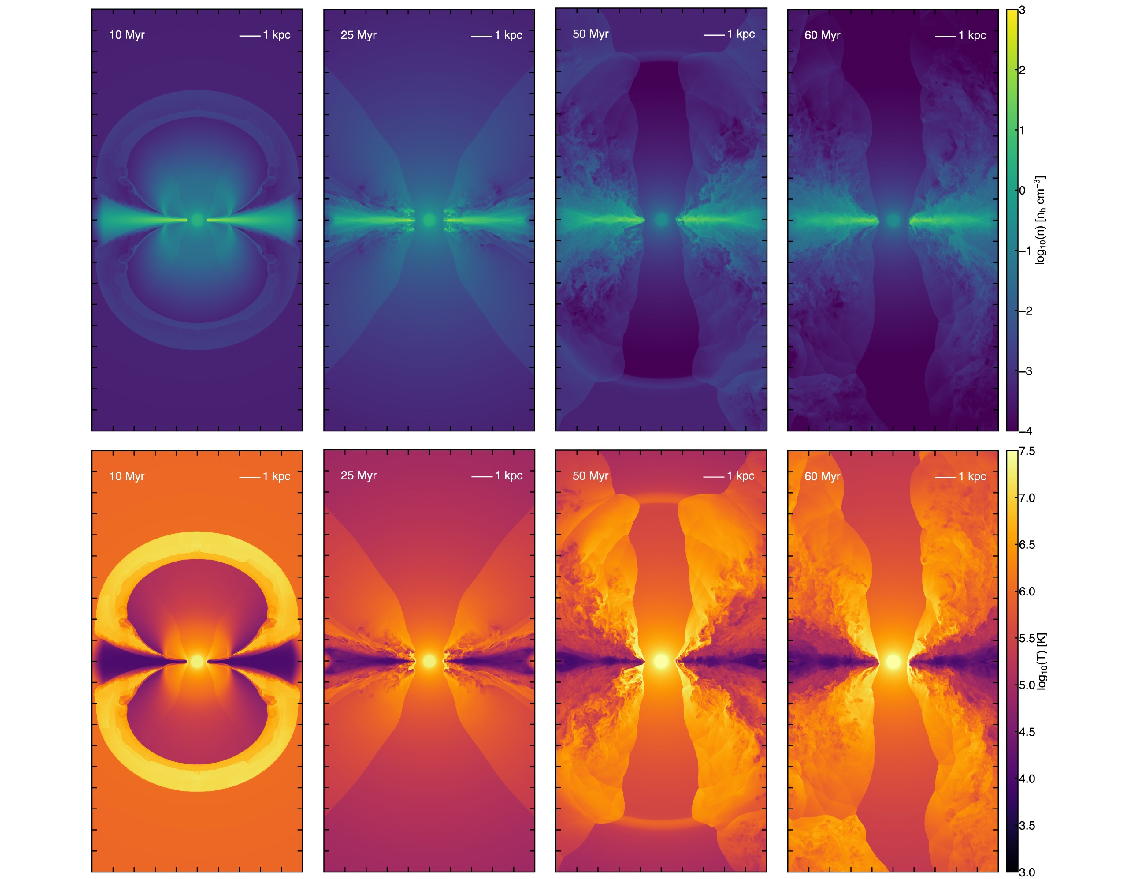 10 Myr 1 kpc
25 Myr 1 kpc
50 Myr 1 kpc
60 Myr 1 kpc
3
2
1
0
−1
−2
−3
−4
log₁₀(n) [nₕ cm⁻³]
10 Myr 1 kpc
25 Myr 1 kpc
50 Myr 1 kpc
60 Myr 1 kpc
7.5
7.0
6.5
6.0
5.5
5.0
4.5
4.0
3.5
3.0
log₁₀(T) [K]